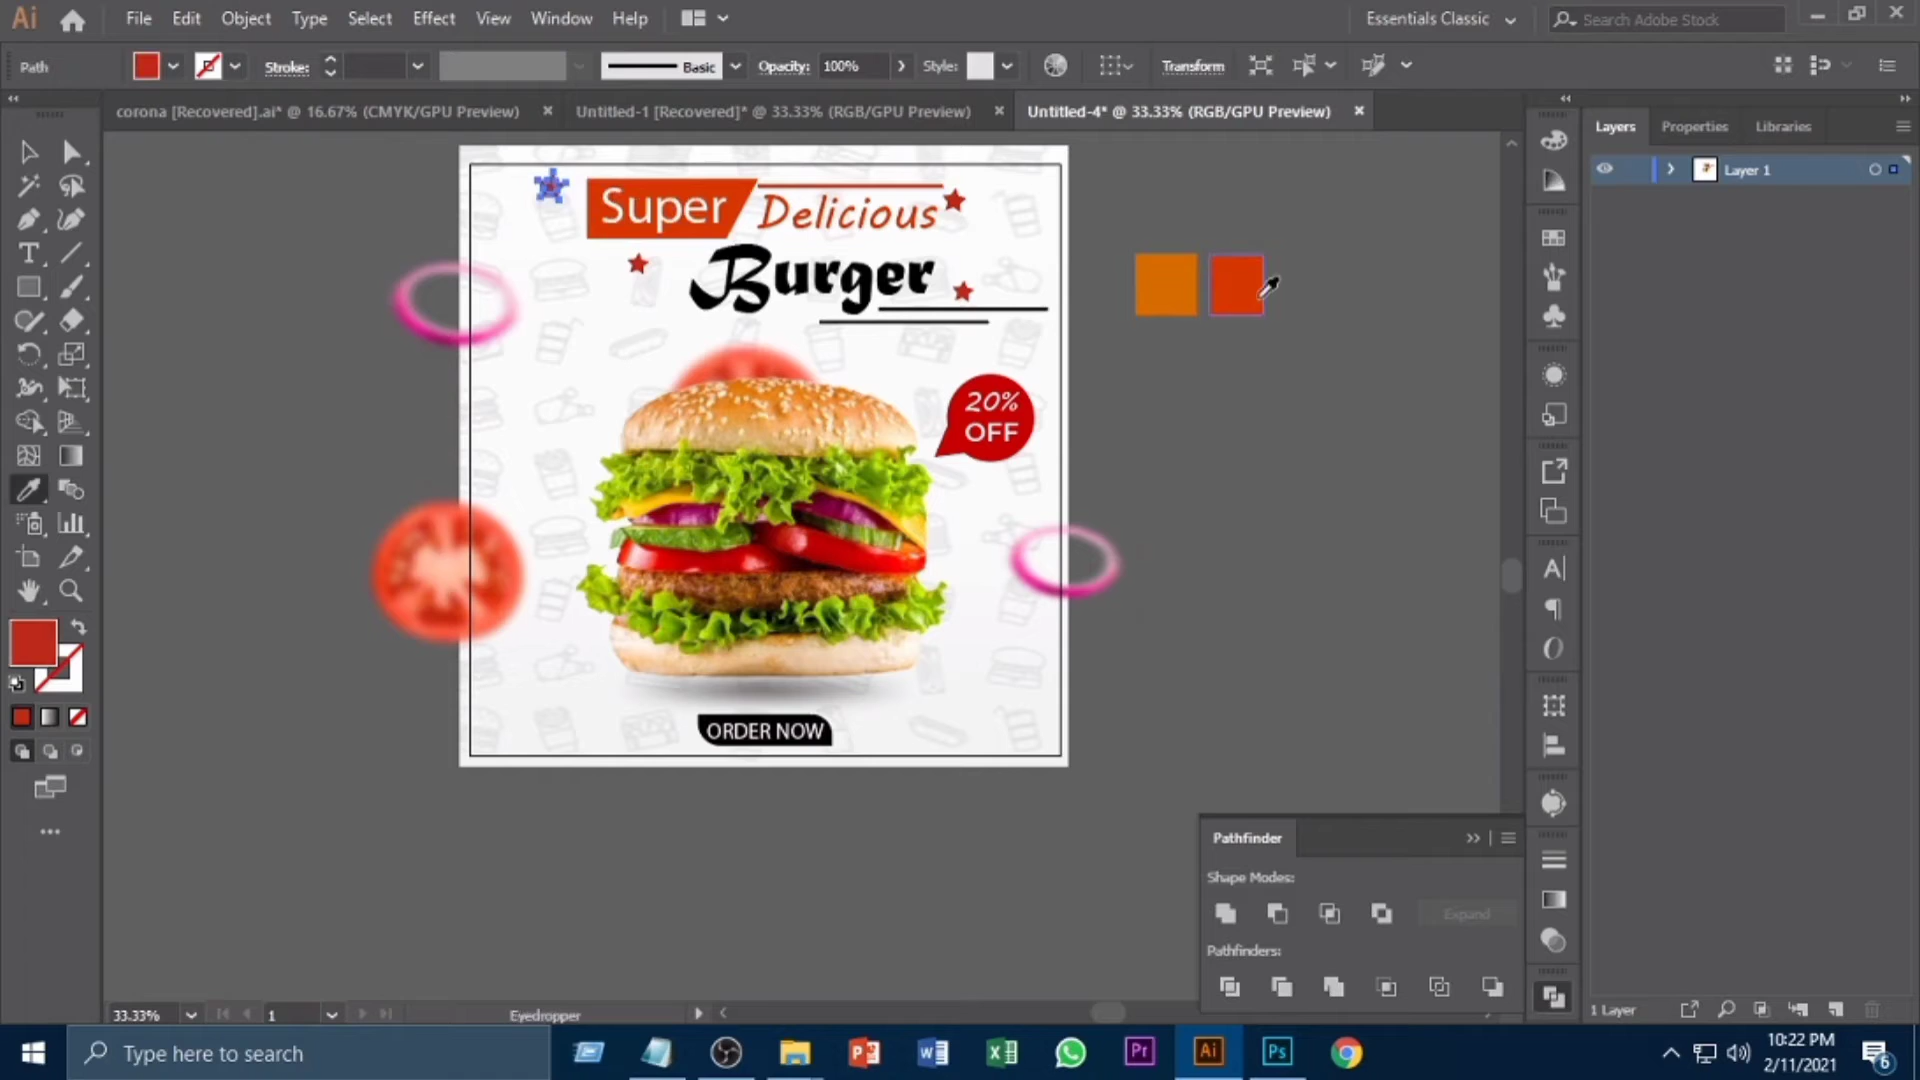 Ai File Edit Object Type Select Effect View Window Help Essentials Classic Search Adobe Stock
Path Stroke: Basic Opacity: 100% Style: Transform
corona [Recovered].ai* @ 16.67% (CMYK/GPU Preview) Untitled-1 [Recovered]* @ 33.33% (RGB/GPU Preview) Untitled-4* @ 33.33% (RGB/GPU Preview)
Layers Properties Libraries
Layer 1
Super Delicious
Burger
20%
OFF
ORDER NOW
Pathfinder
Shape Modes:
Expand
Pathfinders:
33.33% 1 Eyedropper
1 Layer
Type here to search
Pr Ai Ps
10:22 PM
2/11/2021
6